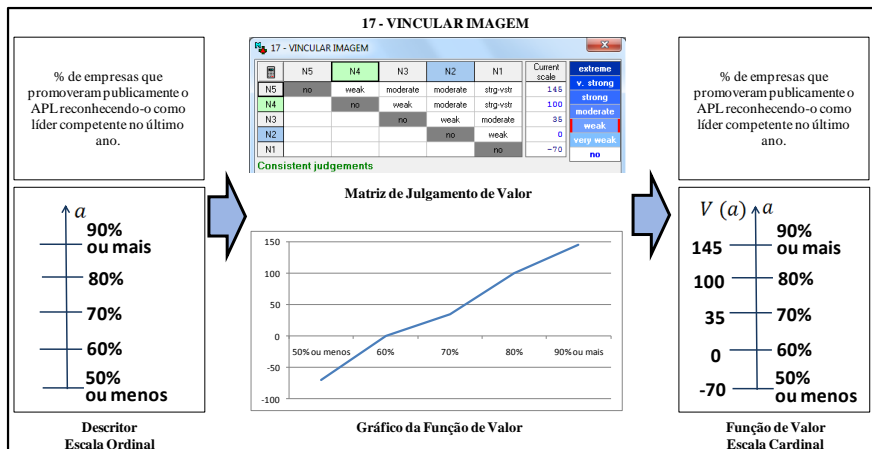 17 - VINCULAR IMAGEM
% de empresas que
promoveram publicamente o
APL reconhecendo-o como
líder competente no último
ano.
17 - VINCULAR IMAGEM
N5 N4 N3 N2 N1 Current scale
N5 no weak moderate moderate strg-vstr 145
N4 no weak moderate strg-vstr 100
N3 no weak moderate 35
N2 no weak 0
N1 no -70
Consistent judgements
extreme
v. strong
strong
moderate
weak
very weak
no
Matriz de Julgamento de Valor
% de empresas que
promoveram publicamente o
APL reconhecendo-o como
líder competente no último
ano.
a
90%
ou mais
80%
70%
60%
50%
ou menos
Descritor
Escala Ordinal
150
100
50
0
-50
-100
50% ou menos 60% 70% 80% 90% ou mais
Gráfico da Função de Valor
V (a) a
145 90%
ou mais
100 80%
35 70%
0 60%
-70 50%
ou menos
Função de Valor
Escala Cardinal